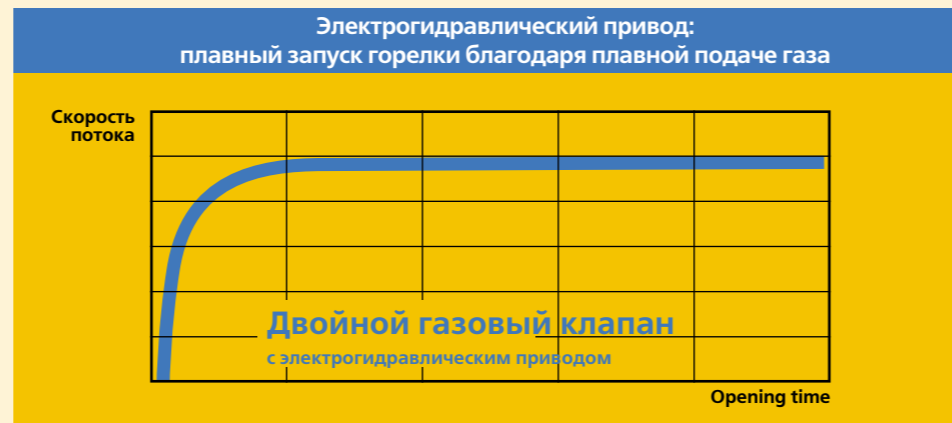 Электрогидравлический привод:
плавный запуск горелки благодаря плавной подаче газа
Скорость
потока
Двойной газовый клапан
с электрогидравлическим приводом
Opening time